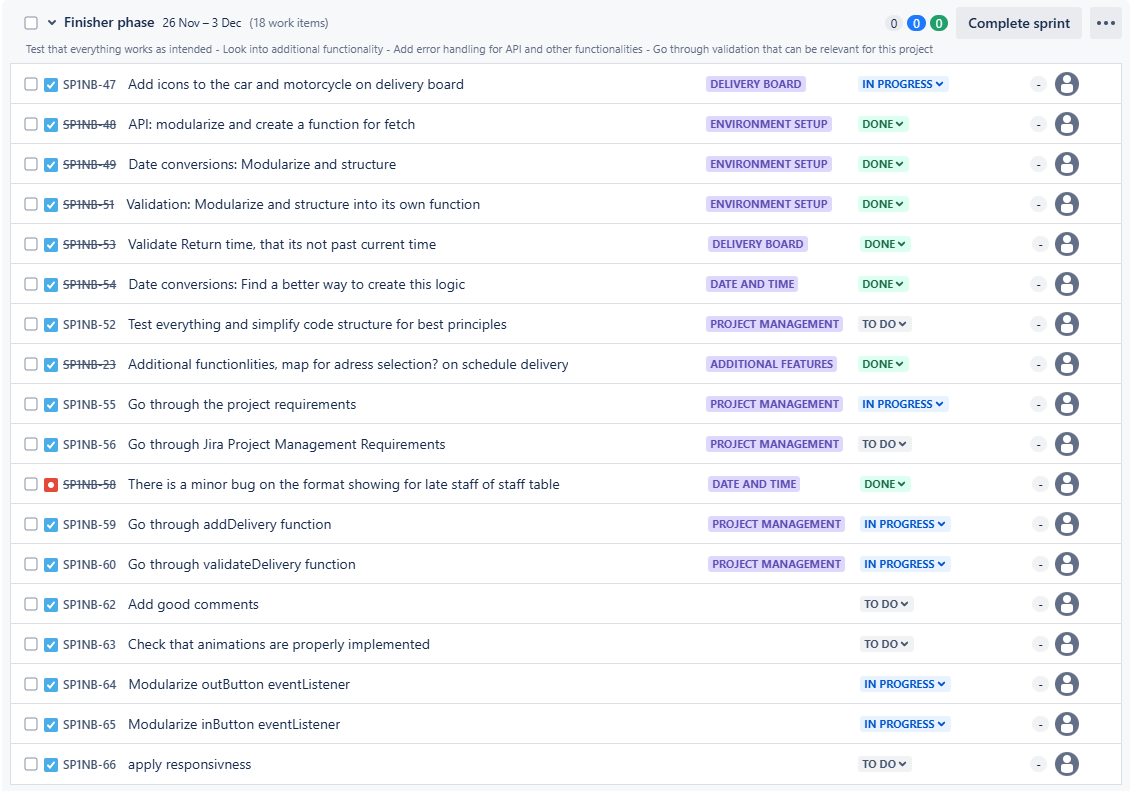 Finisher phase 26 Nov – 3 Dec (18 work items) 0 0 0 Complete sprint
Test that everything works as intended - Look into additional functionality - Add error handling for API and other functionalities - Go through validation that can be relevant for this project
SP1NB-47 Add icons to the car and motorcycle on delivery board DELIVERY BOARD IN PROGRESS -
SP1NB-48 API: modularize and create a function for fetch ENVIRONMENT SETUP DONE -
SP1NB-49 Date conversions: Modularize and structure ENVIRONMENT SETUP DONE -
SP1NB-51 Validation: Modularize and structure into its own function ENVIRONMENT SETUP DONE -
SP1NB-53 Validate Return time, that its not past current time DELIVERY BOARD DONE -
SP1NB-54 Date conversions: Find a better way to create this logic DATE AND TIME DONE -
SP1NB-52 Test everything and simplify code structure for best principles PROJECT MANAGEMENT TO DO -
SP1NB-23 Additional functionlities, map for adress selection? on schedule delivery ADDITIONAL FEATURES DONE -
SP1NB-55 Go through the project requirements PROJECT MANAGEMENT IN PROGRESS -
SP1NB-56 Go through Jira Project Management Requirements PROJECT MANAGEMENT TO DO -
SP1NB-58 There is a minor bug on the format showing for late staff of staff table DATE AND TIME DONE -
SP1NB-59 Go through addDelivery function PROJECT MANAGEMENT IN PROGRESS -
SP1NB-60 Go through validateDelivery function PROJECT MANAGEMENT IN PROGRESS -
SP1NB-62 Add good comments TO DO -
SP1NB-63 Check that animations are properly implemented TO DO -
SP1NB-64 Modularize outButton eventListener IN PROGRESS -
SP1NB-65 Modularize inButton eventListener IN PROGRESS -
SP1NB-66 apply responsivness TO DO -